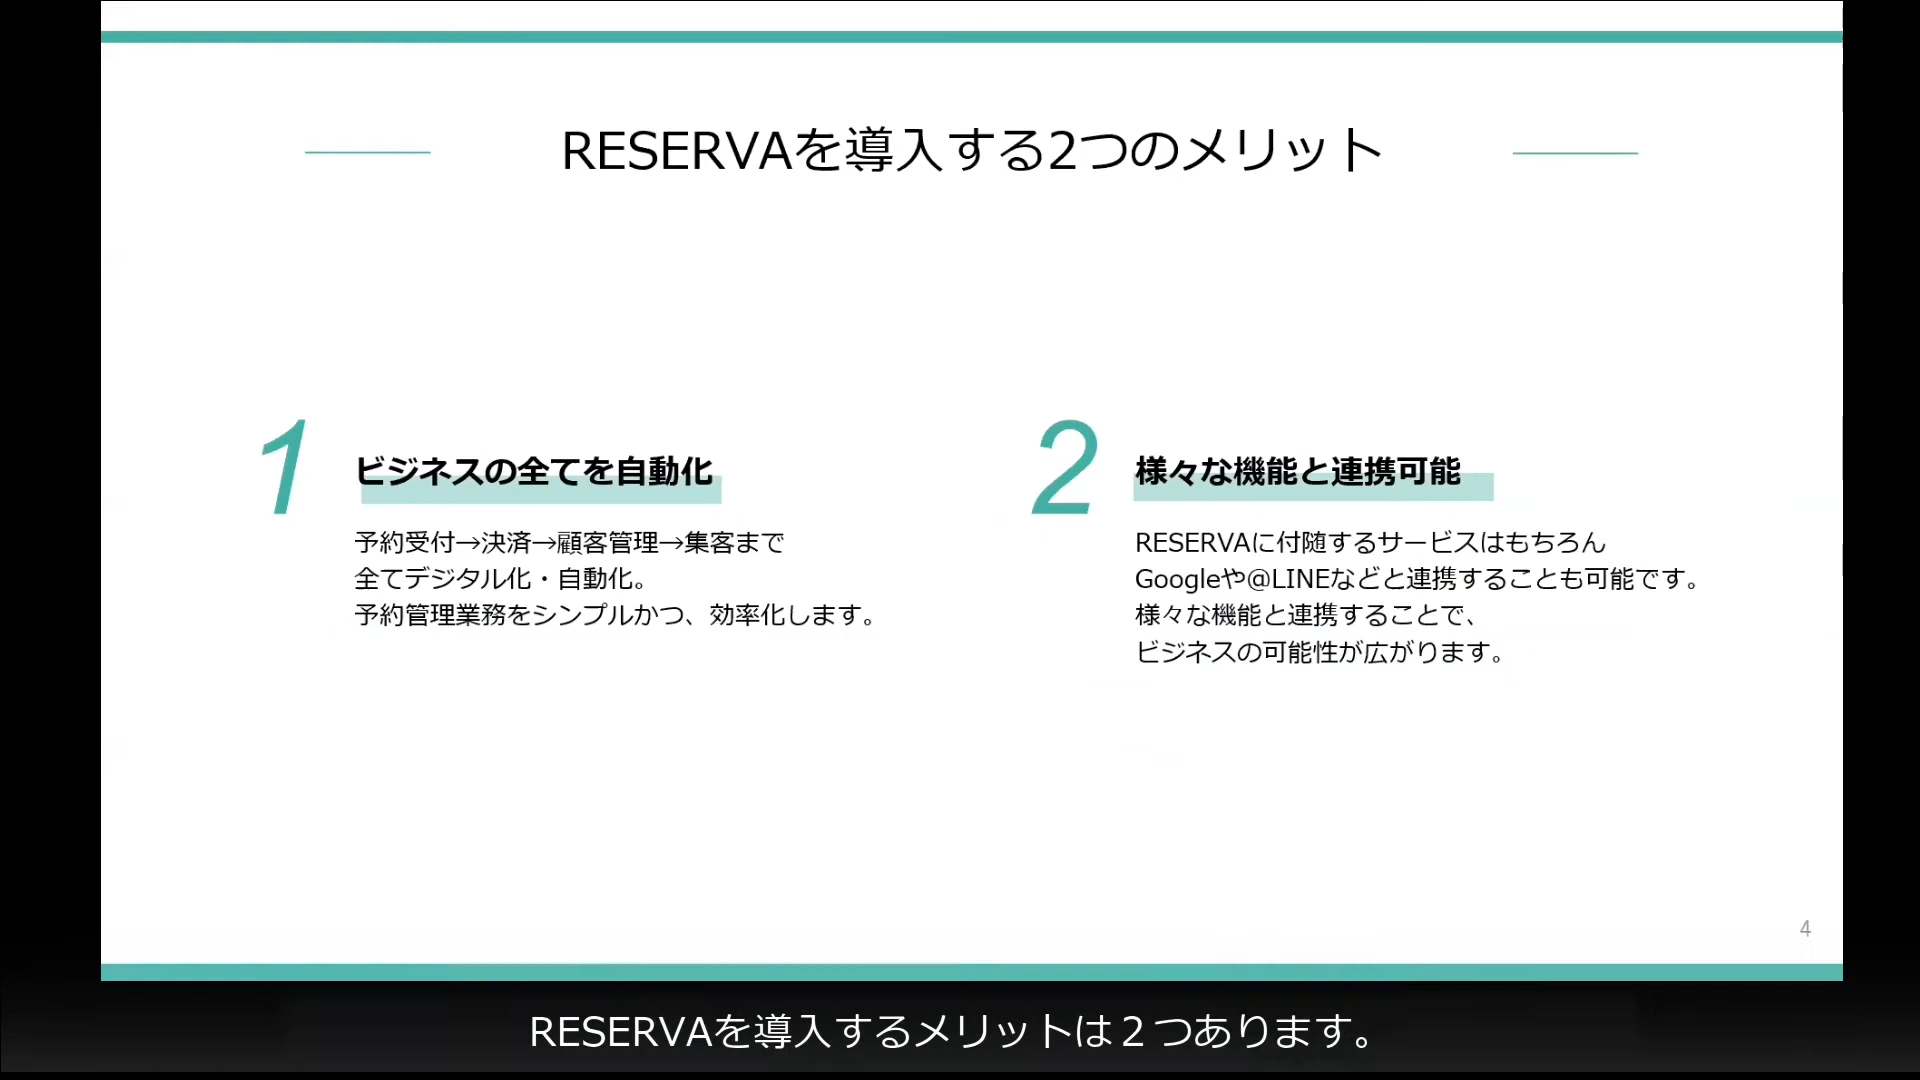 RESERVAを導入する2つのメリット
1
ビジネスの全てを自動化
予約受付→決済→顧客管理→集客まで
全てデジタル化・自動化。
予約管理業務をシンプルかつ、効率化します。
2
様々な機能と連携可能
RESERVAに付随するサービスはもちろん
Googleや@LINEなどと連携することも可能です。
様々な機能と連携することで、
ビジネスの可能性が広がります。
4
RESERVAを導入するメリットは２つあります。